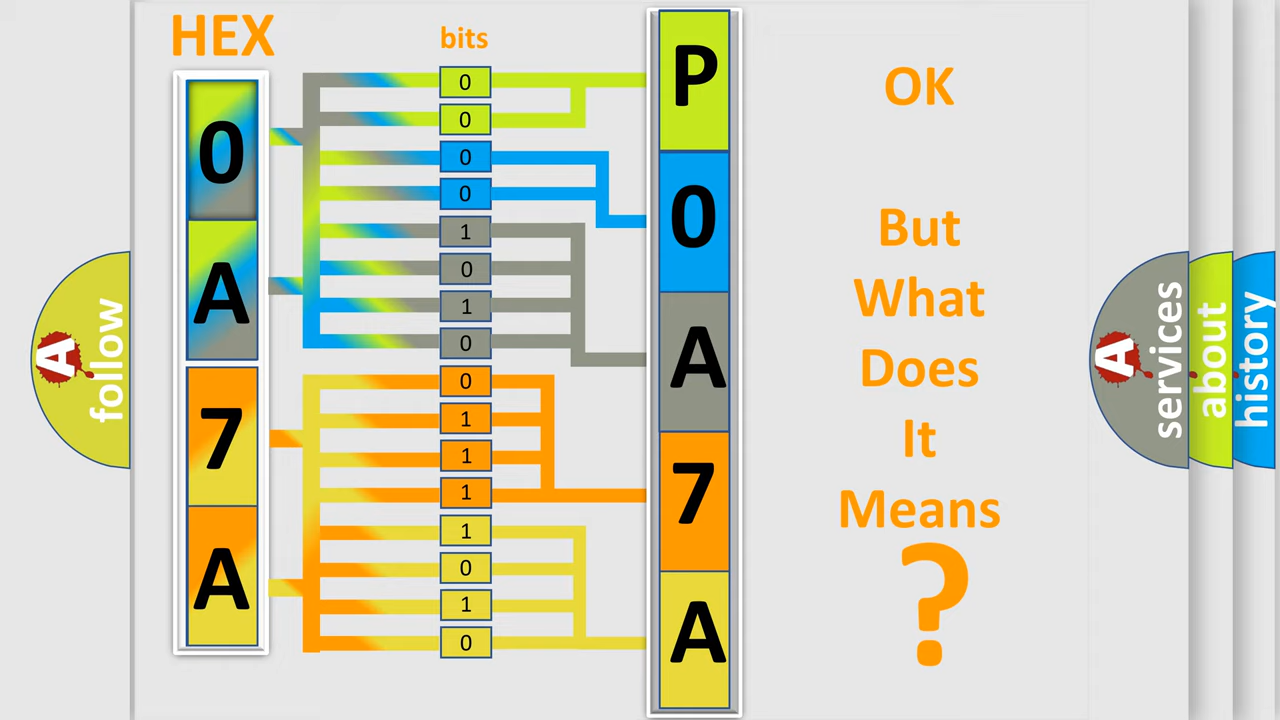 HEX
bits
0
A
7
A
0
0
0
0
1
0
1
0
0
1
1
1
1
0
1
0
P
0
A
7
A
OK
But
What
Does
It
Means
?
A
follow
A
services
about
history